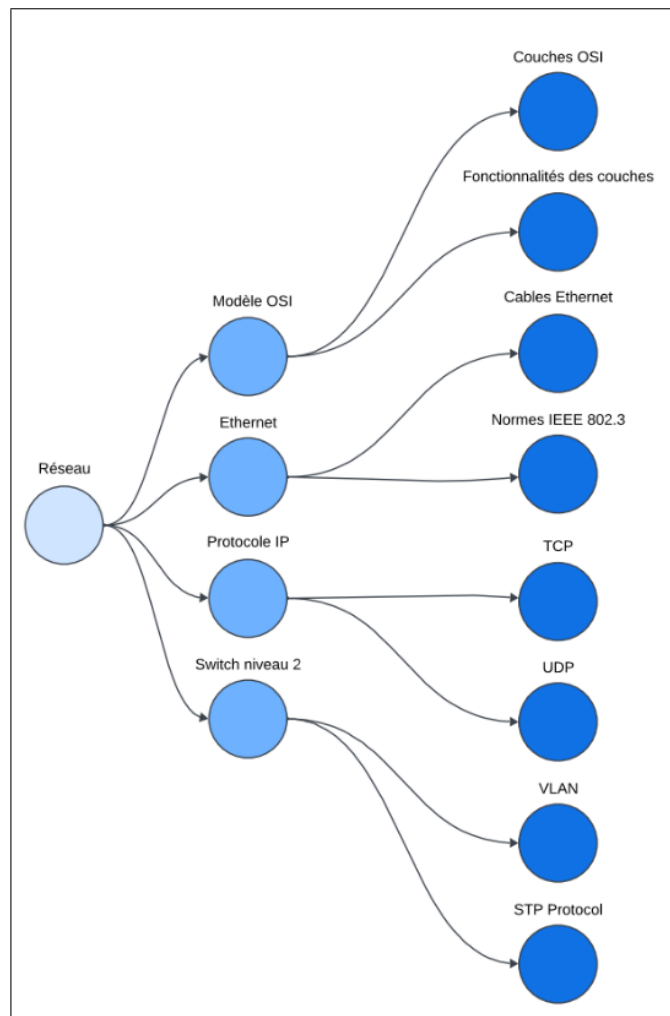 Couches OSI
Fonctionnalités des couches
Cables Ethernet
Modèle OSI
Normes IEEE 802.3
Ethernet
Réseau
Protocole IP
TCP
Switch niveau 2
UDP
VLAN
STP Protocol